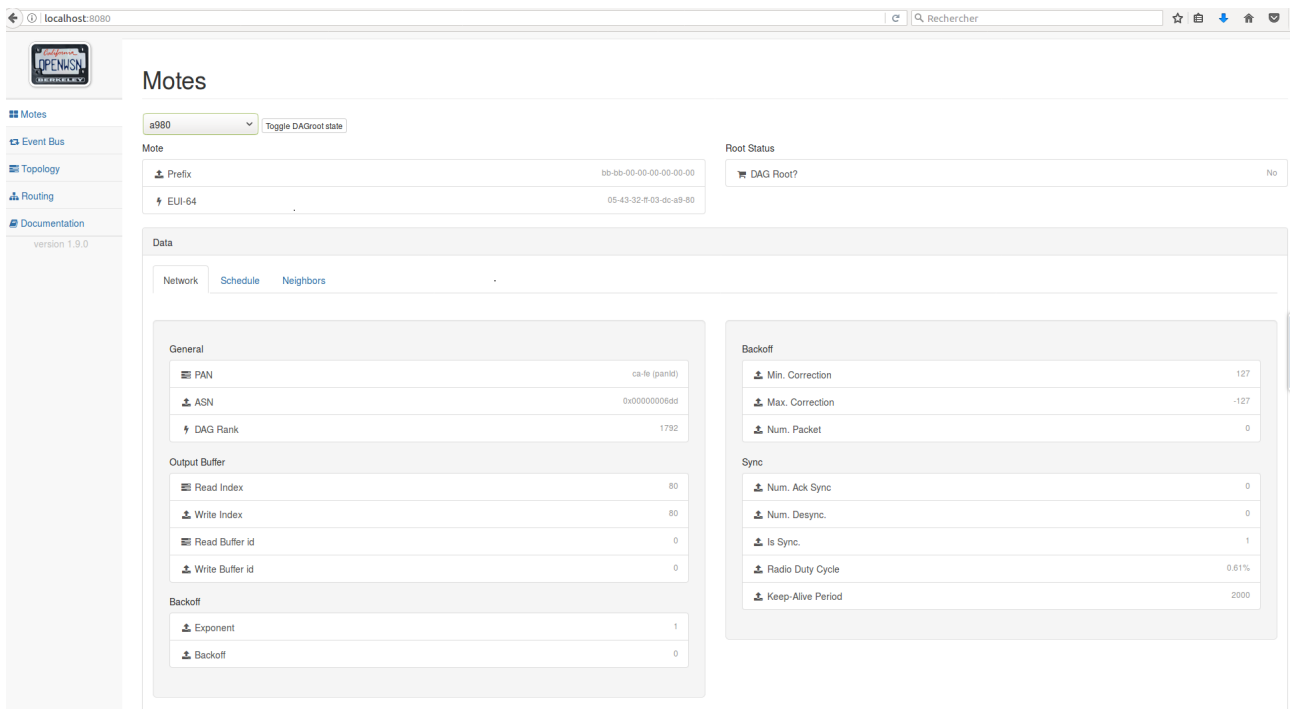 localhost:8080
Rechercher
California
OPENWSN
BERKELEY
Motes
Motes
Event Bus
Topology
Routing
Documentation
version 1.9.0
a980
Toggle DAGroot state
Mote
Prefix bb-bb-00-00-00-00-00-00
EUI-64 05-43-32-ff-03-dc-a9-80
Root Status
DAG Root? No
Data
Network Schedule Neighbors
General
PAN ca-fe (panid)
ASN 0x00000006dd
DAG Rank 1792
Output Buffer
Read Index 80
Write Index 80
Read Buffer id 0
Write Buffer id 0
Backoff
Exponent 1
Backoff 0
Backoff
Min. Correction 127
Max. Correction -127
Num. Packet 0
Sync
Num. Ack Sync 0
Num. Desync. 0
Is Sync. 1
Radio Duty Cycle 0.61%
Keep-Alive Period 2000